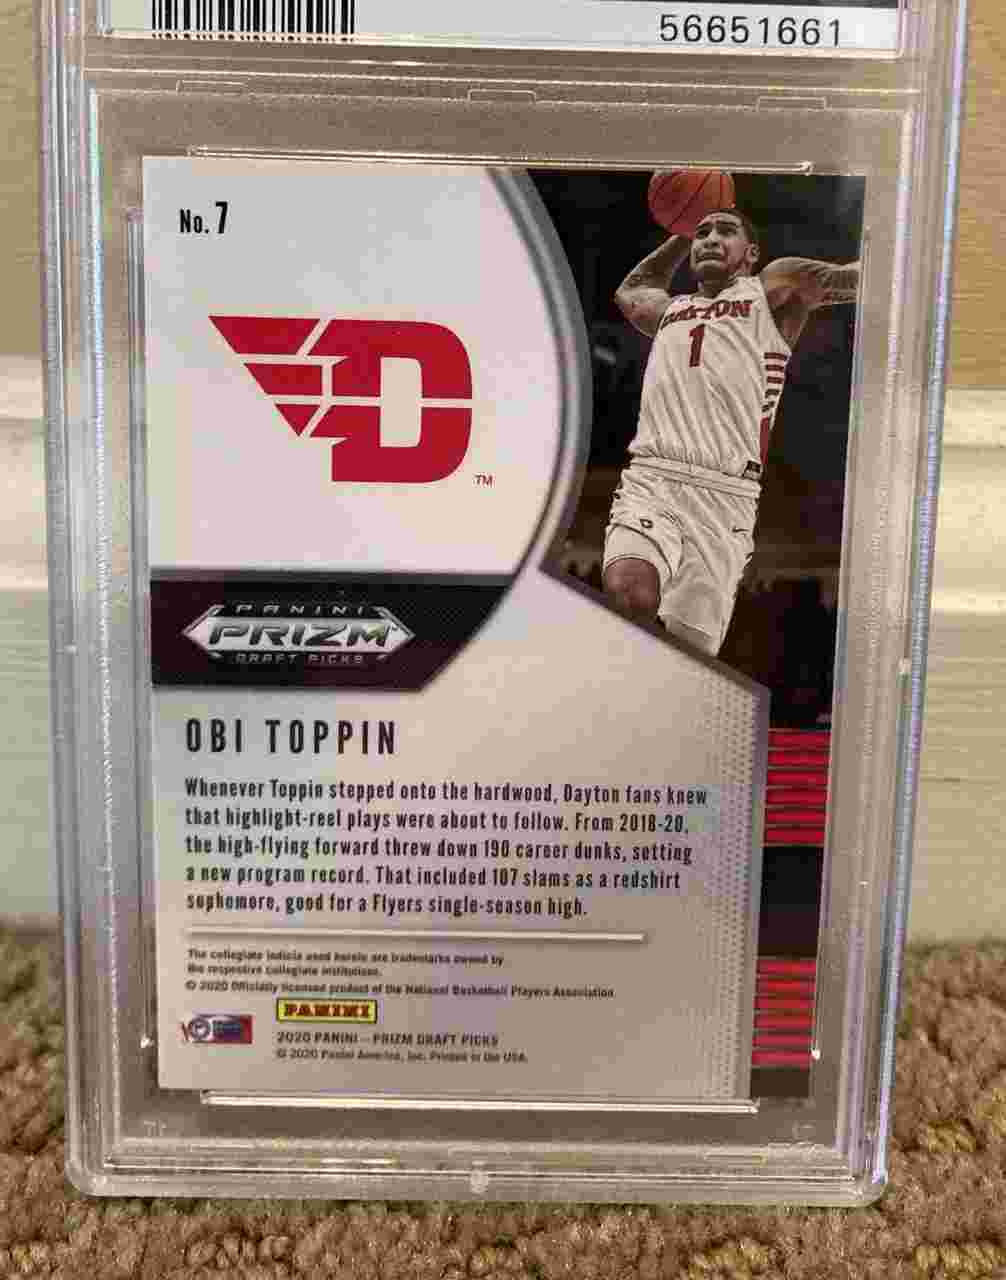 56651661
No. 7
DAYTON
1
D
TM
PANINI
PRIZM
DRAFT PICKS
OBI TOPPIN
Whenever Toppin stepped onto the hardwood, Dayton fans knew
that highlight-reel plays were about to follow. From 2018-20,
the high-flying forward threw down 190 career dunks, setting
a new program record. That included 107 slams as a redshirt
sophomore, good for a Flyers single-season high.
The collegiate indicia used herein are trademarks owned by
the respective collegiate institutions.
© 2020 Officially licensed product of the National Basketball Players Association
PANINI
2020 PANINI – PRIZM DRAFT PICKS
© 2020 Panini America, Inc. Printed in the USA.